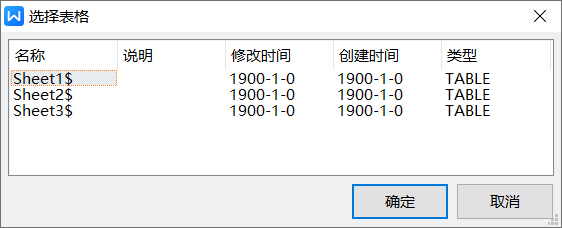 选择表格
名称 说明 修改时间 创建时间 类型
Sheet1$ 1900-1-0 1900-1-0 TABLE
Sheet2$ 1900-1-0 1900-1-0 TABLE
Sheet3$ 1900-1-0 1900-1-0 TABLE
确定 取消